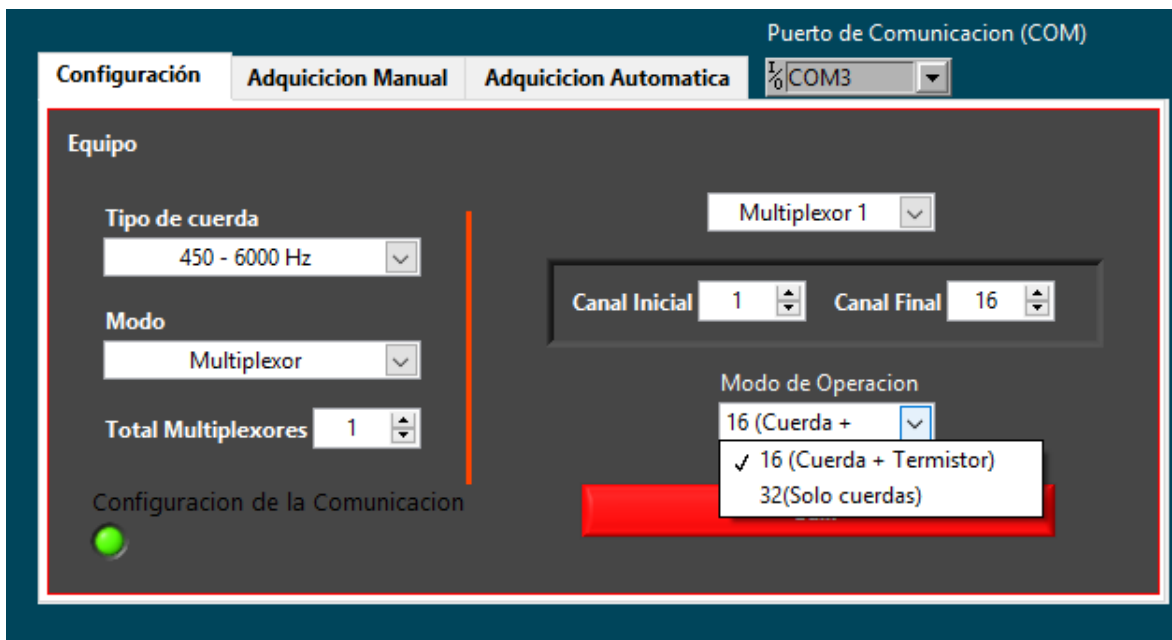 Puerto de Comunicacion (COM)
Configuración
Adquicicion Manual
Adquicicion Automatica
I/O COM3
Equipo
Tipo de cuerda
450 - 6000 Hz
Modo
Multiplexor
Total Multiplexores 1
Configuracion de la Comunicacion
Multiplexor 1
Canal Inicial 1 Canal Final 16
Modo de Operacion
16 (Cuerda +
✓ 16 (Cuerda + Termistor)
32(Solo cuerdas)